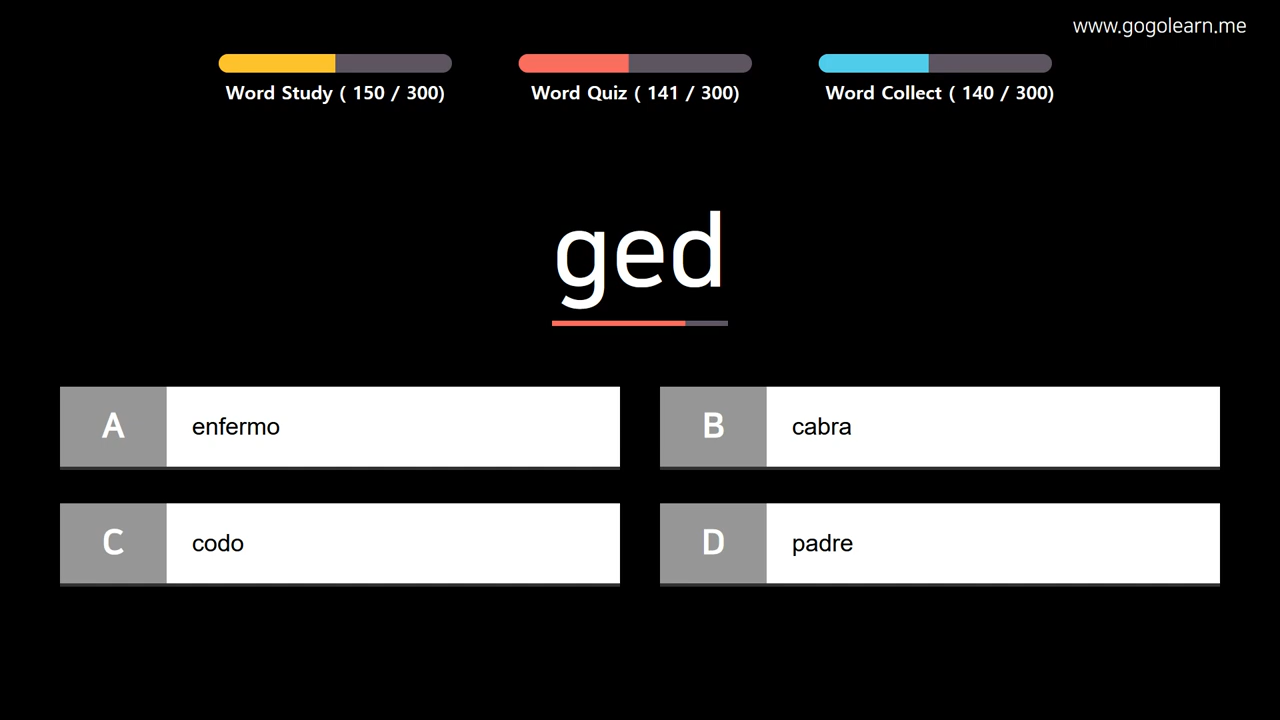 www.gogolearn.me
Word Study ( 150 / 300)
Word Quiz ( 141 / 300)
Word Collect ( 140 / 300)
ged
A enfermo
B cabra
C codo
D padre